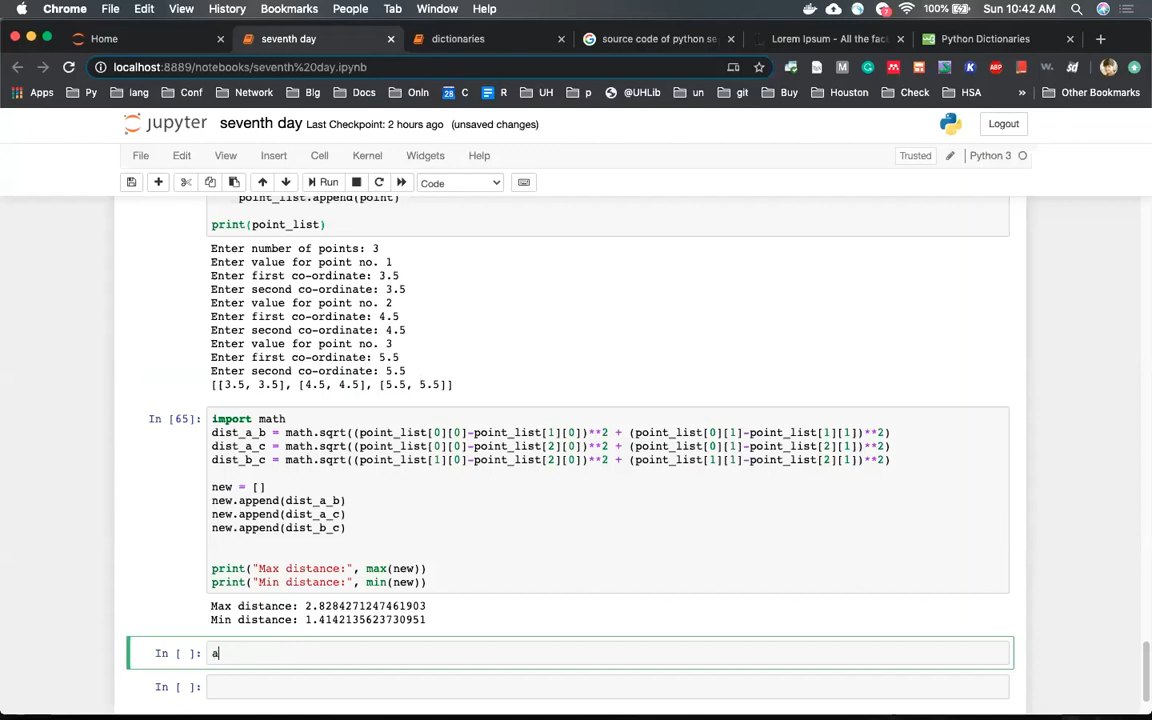 Chrome File Edit View History Bookmarks People Tab Window Help 7 100% Sun 10:42 AM
Home seventh day dictionaries source code of python se Lorem Ipsum - All the fac Python Dictionaries
localhost:8889/notebooks/seventh%20day.ipynb
Apps Py lang Conf Network Blg Docs OnIn 28 C R UH p @UHLib un git Buy Houston Check HSA » Other Bookmarks
jupyter seventh day Last Checkpoint: 2 hours ago (unsaved changes) Logout
File Edit View Insert Cell Kernel Widgets Help Trusted Python 3
Run Code
point_list.append(point)
print(point_list)
Enter number of points: 3
Enter value for point no. 1
Enter first co-ordinate: 3.5
Enter second co-ordinate: 3.5
Enter value for point no. 2
Enter first co-ordinate: 4.5
Enter second co-ordinate: 4.5
Enter value for point no. 3
Enter first co-ordinate: 5.5
Enter second co-ordinate: 5.5
[[3.5, 3.5], [4.5, 4.5], [5.5, 5.5]]
In [65]: import math
dist_a_b = math.sqrt((point_list[0][0]-point_list[1][0])**2 + (point_list[0][1]-point_list[1][1])**2)
dist_a_c = math.sqrt((point_list[0][0]-point_list[2][0])**2 + (point_list[0][1]-point_list[2][1])**2)
dist_b_c = math.sqrt((point_list[1][0]-point_list[2][0])**2 + (point_list[1][1]-point_list[2][1])**2)
new = []
new.append(dist_a_b)
new.append(dist_a_c)
new.append(dist_b_c)
print("Max distance:", max(new))
print("Min distance:", min(new))
Max distance: 2.8284271247461903
Min distance: 1.4142135623730951
In [ ]: a
In [ ]: